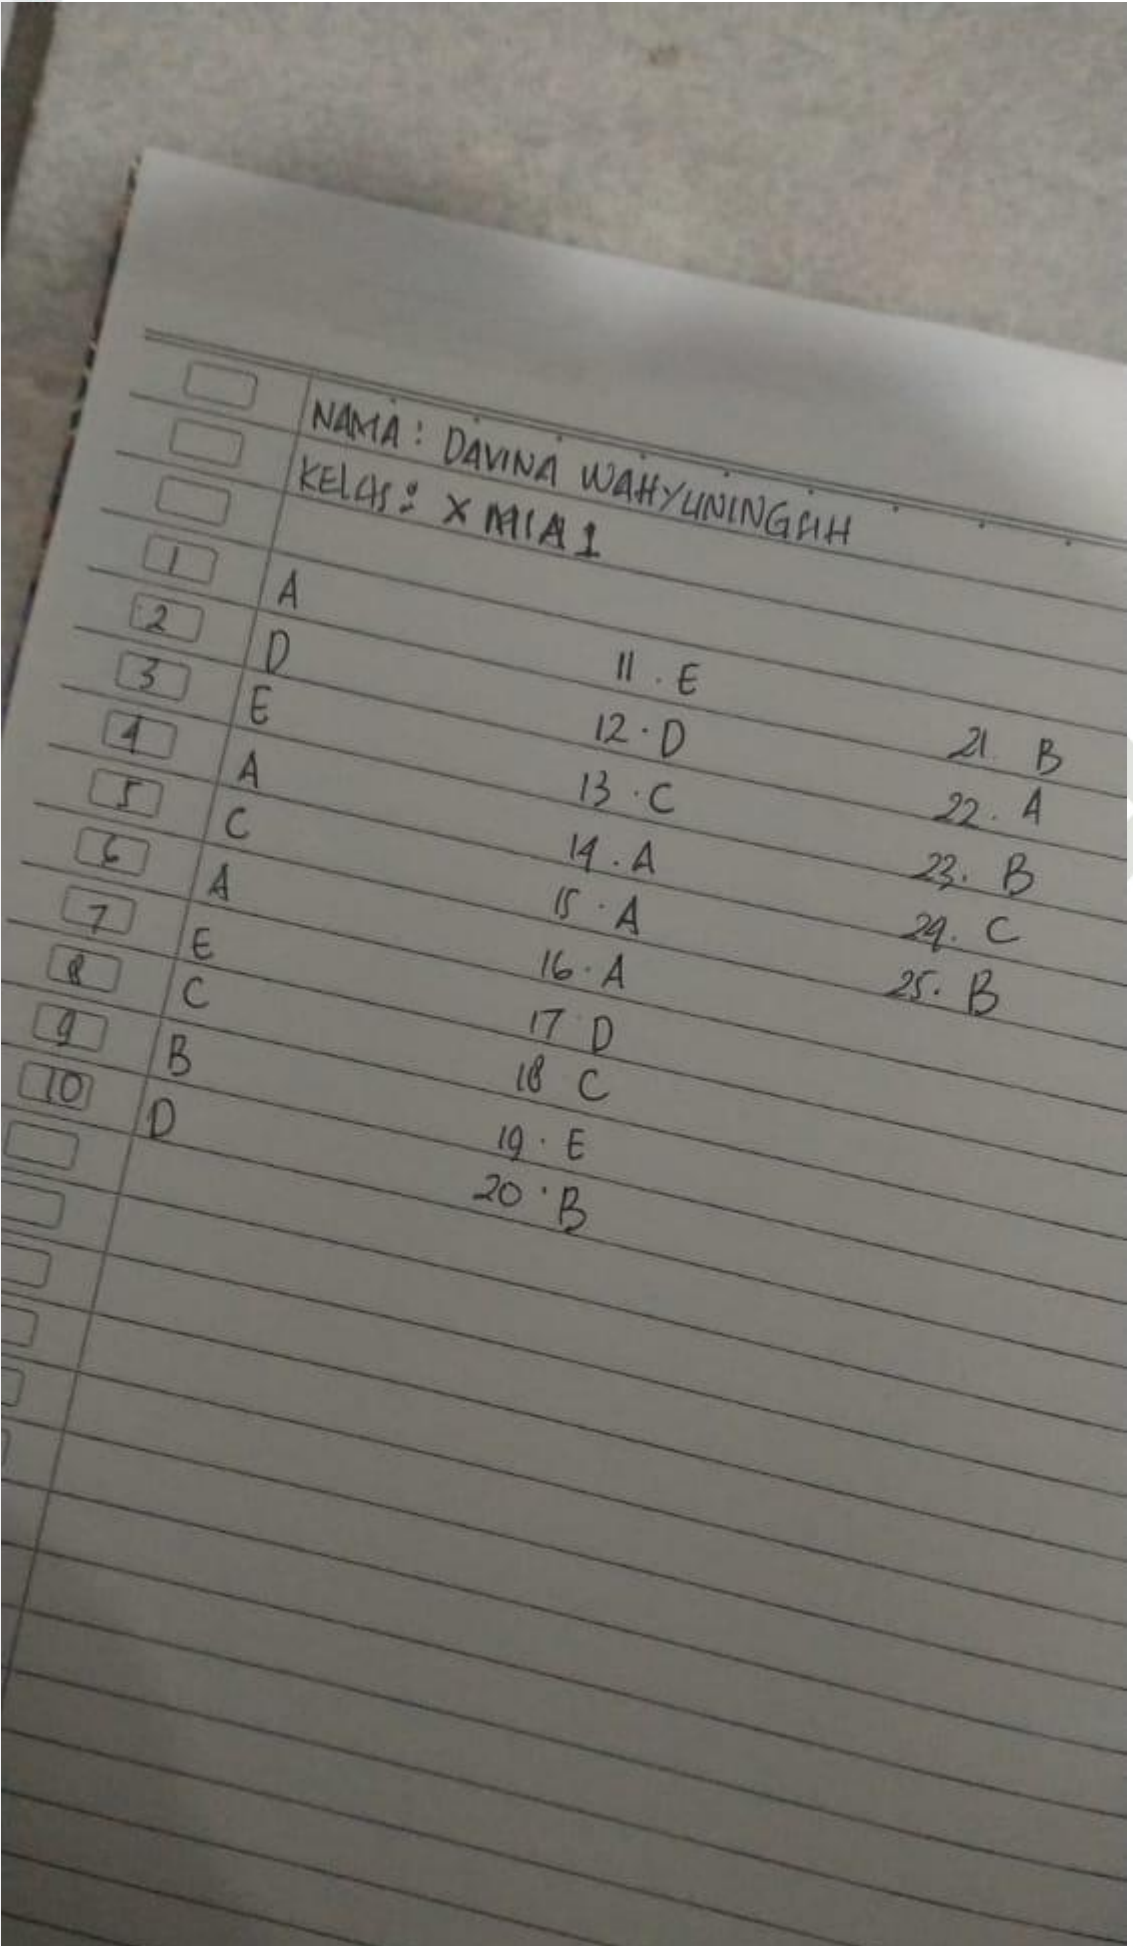 NAMA : DAVINA WAHYUNINGSIH
KELAS : X MIA 1
1 A
2 D
3 E
4 A
5 C
6 A
7 E
8 C
9 B
10 D
11 . E
12 . D
13 . C
14 . A
15 . A
16 . A
17 D
18 C
19 . E
20 . B
21. B
22. A
23. B
24. C
25. B